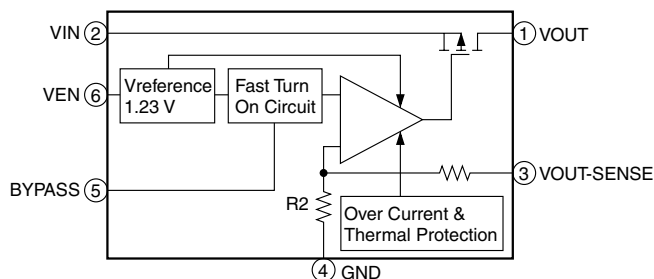 VIN 2
1 VOUT
VEN 6
Vreference
1.23 V
Fast Turn
On Circuit
BYPASS 5
3 VOUT-SENSE
R2
Over Current &
Thermal Protection
4 GND